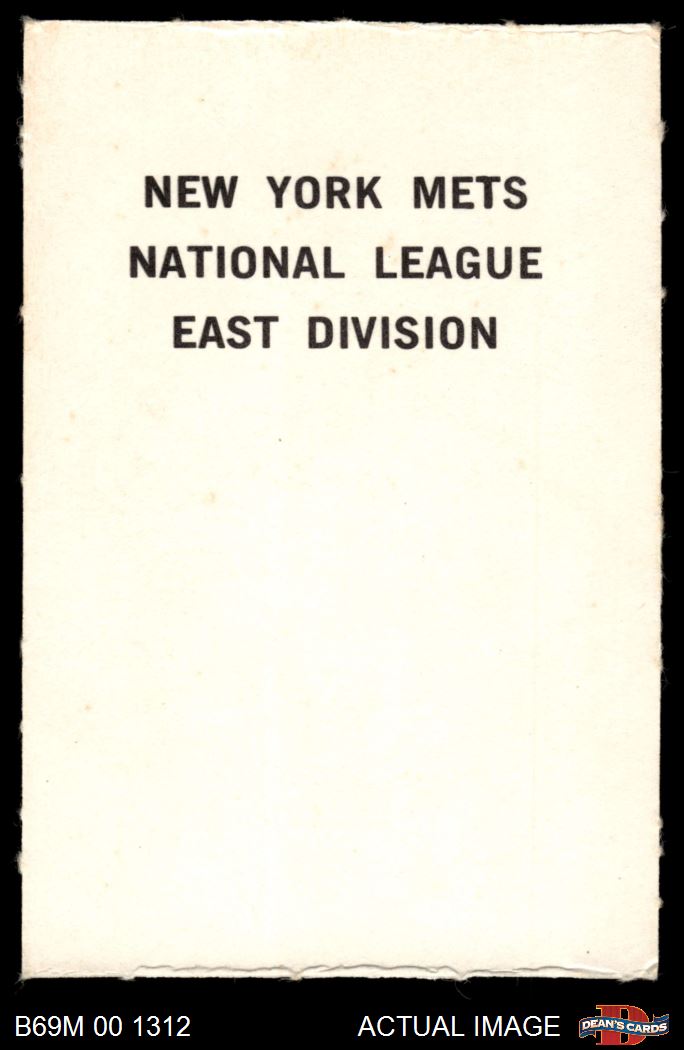 NEW YORK METS
NATIONAL LEAGUE
EAST DIVISION
B69M 00 1312
ACTUAL IMAGE
DEAN'S CARDS